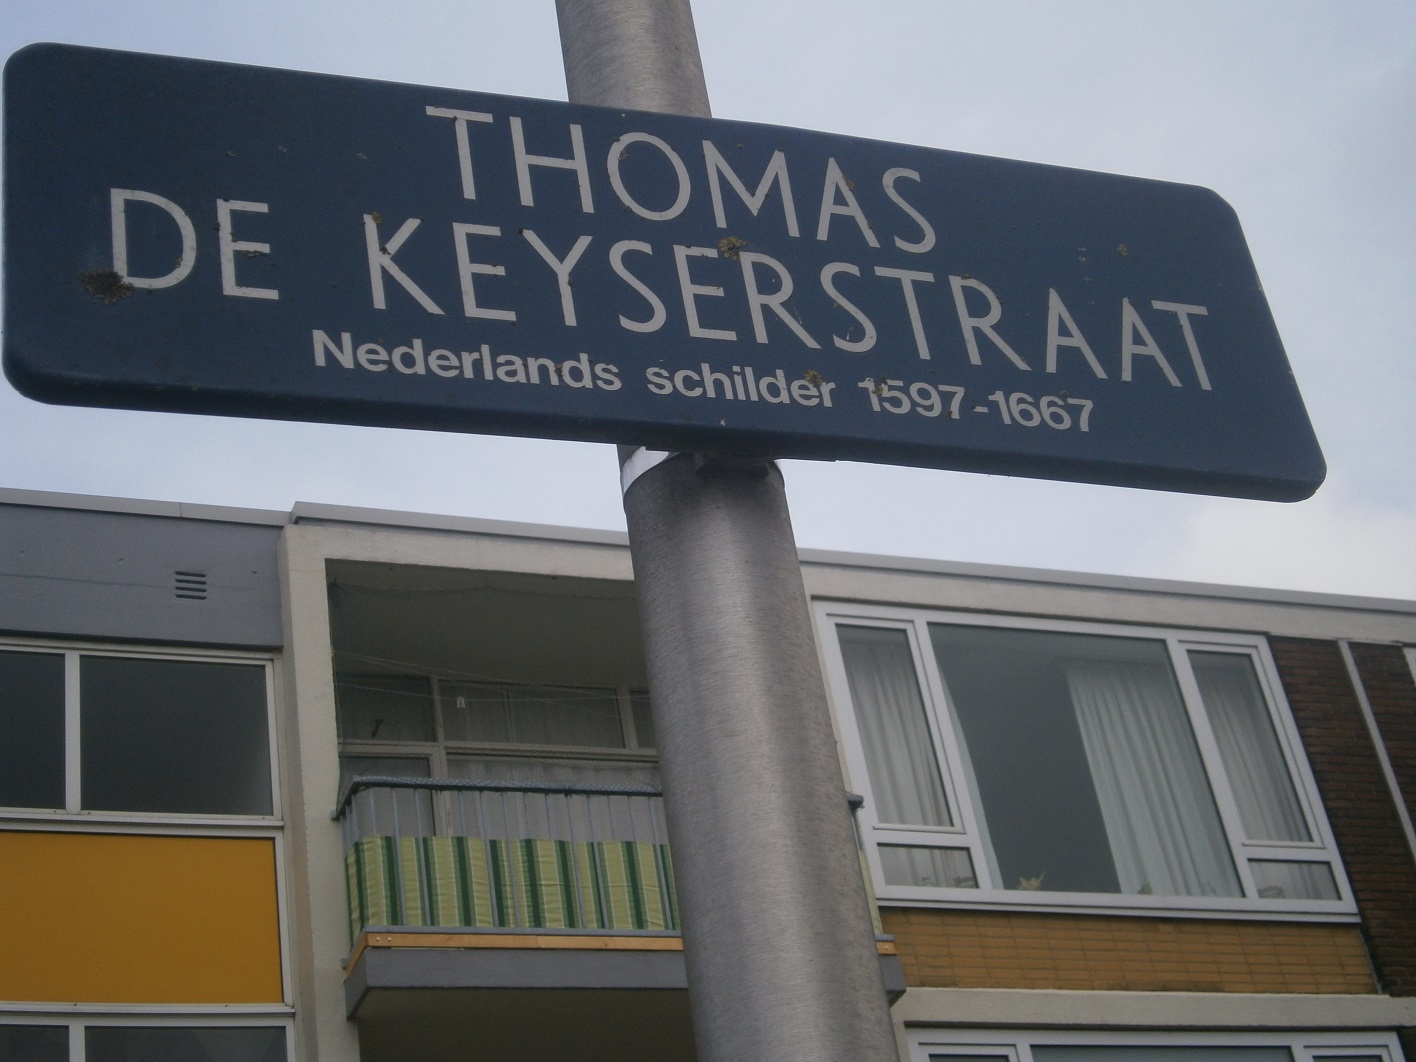 THOMAS
DE KEYSERSTRAAT
Nederlands schilder 1597-1667